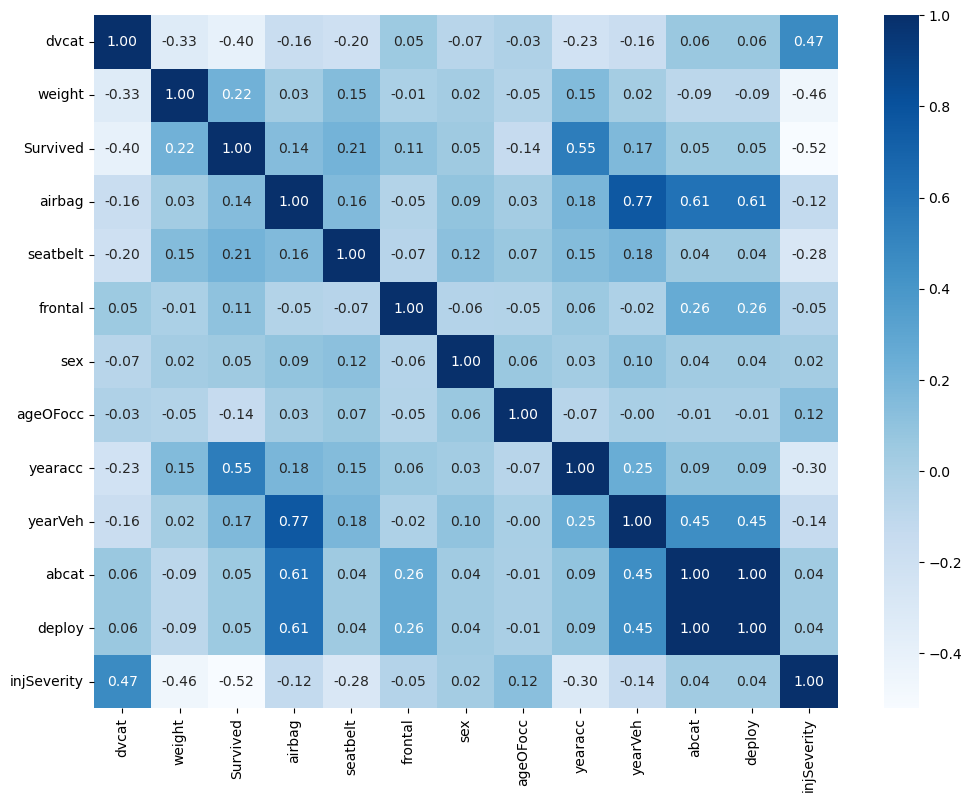 dvcat 1.00 -0.33 -0.40 -0.16 -0.20 0.05 -0.07 -0.03 -0.23 -0.16 0.06 0.06 0.47
weight -0.33 1.00 0.22 0.03 0.15 -0.01 0.02 -0.05 0.15 0.02 -0.09 -0.09 -0.46
Survived -0.40 0.22 1.00 0.14 0.21 0.11 0.05 -0.14 0.55 0.17 0.05 0.05 -0.52
airbag -0.16 0.03 0.14 1.00 0.16 -0.05 0.09 0.03 0.18 0.77 0.61 0.61 -0.12
seatbelt -0.20 0.15 0.21 0.16 1.00 -0.07 0.12 0.07 0.15 0.18 0.04 0.04 -0.28
frontal 0.05 -0.01 0.11 -0.05 -0.07 1.00 -0.06 -0.05 0.06 -0.02 0.26 0.26 -0.05
sex -0.07 0.02 0.05 0.09 0.12 -0.06 1.00 0.06 0.03 0.10 0.04 0.04 0.02
ageOFocc -0.03 -0.05 -0.14 0.03 0.07 -0.05 0.06 1.00 -0.07 -0.00 -0.01 -0.01 0.12
yearacc -0.23 0.15 0.55 0.18 0.15 0.06 0.03 -0.07 1.00 0.25 0.09 0.09 -0.30
yearVeh -0.16 0.02 0.17 0.77 0.18 -0.02 0.10 -0.00 0.25 1.00 0.45 0.45 -0.14
abcat 0.06 -0.09 0.05 0.61 0.04 0.26 0.04 -0.01 0.09 0.45 1.00 1.00 0.04
deploy 0.06 -0.09 0.05 0.61 0.04 0.26 0.04 -0.01 0.09 0.45 1.00 1.00 0.04
injSeverity 0.47 -0.46 -0.52 -0.12 -0.28 -0.05 0.02 0.12 -0.30 -0.14 0.04 0.04 1.00
dvcat weight Survived airbag seatbelt frontal sex ageOFocc yearacc yearVeh abcat deploy injSeverity
1.0
0.8
0.6
0.4
0.2
0.0
−0.2
−0.4